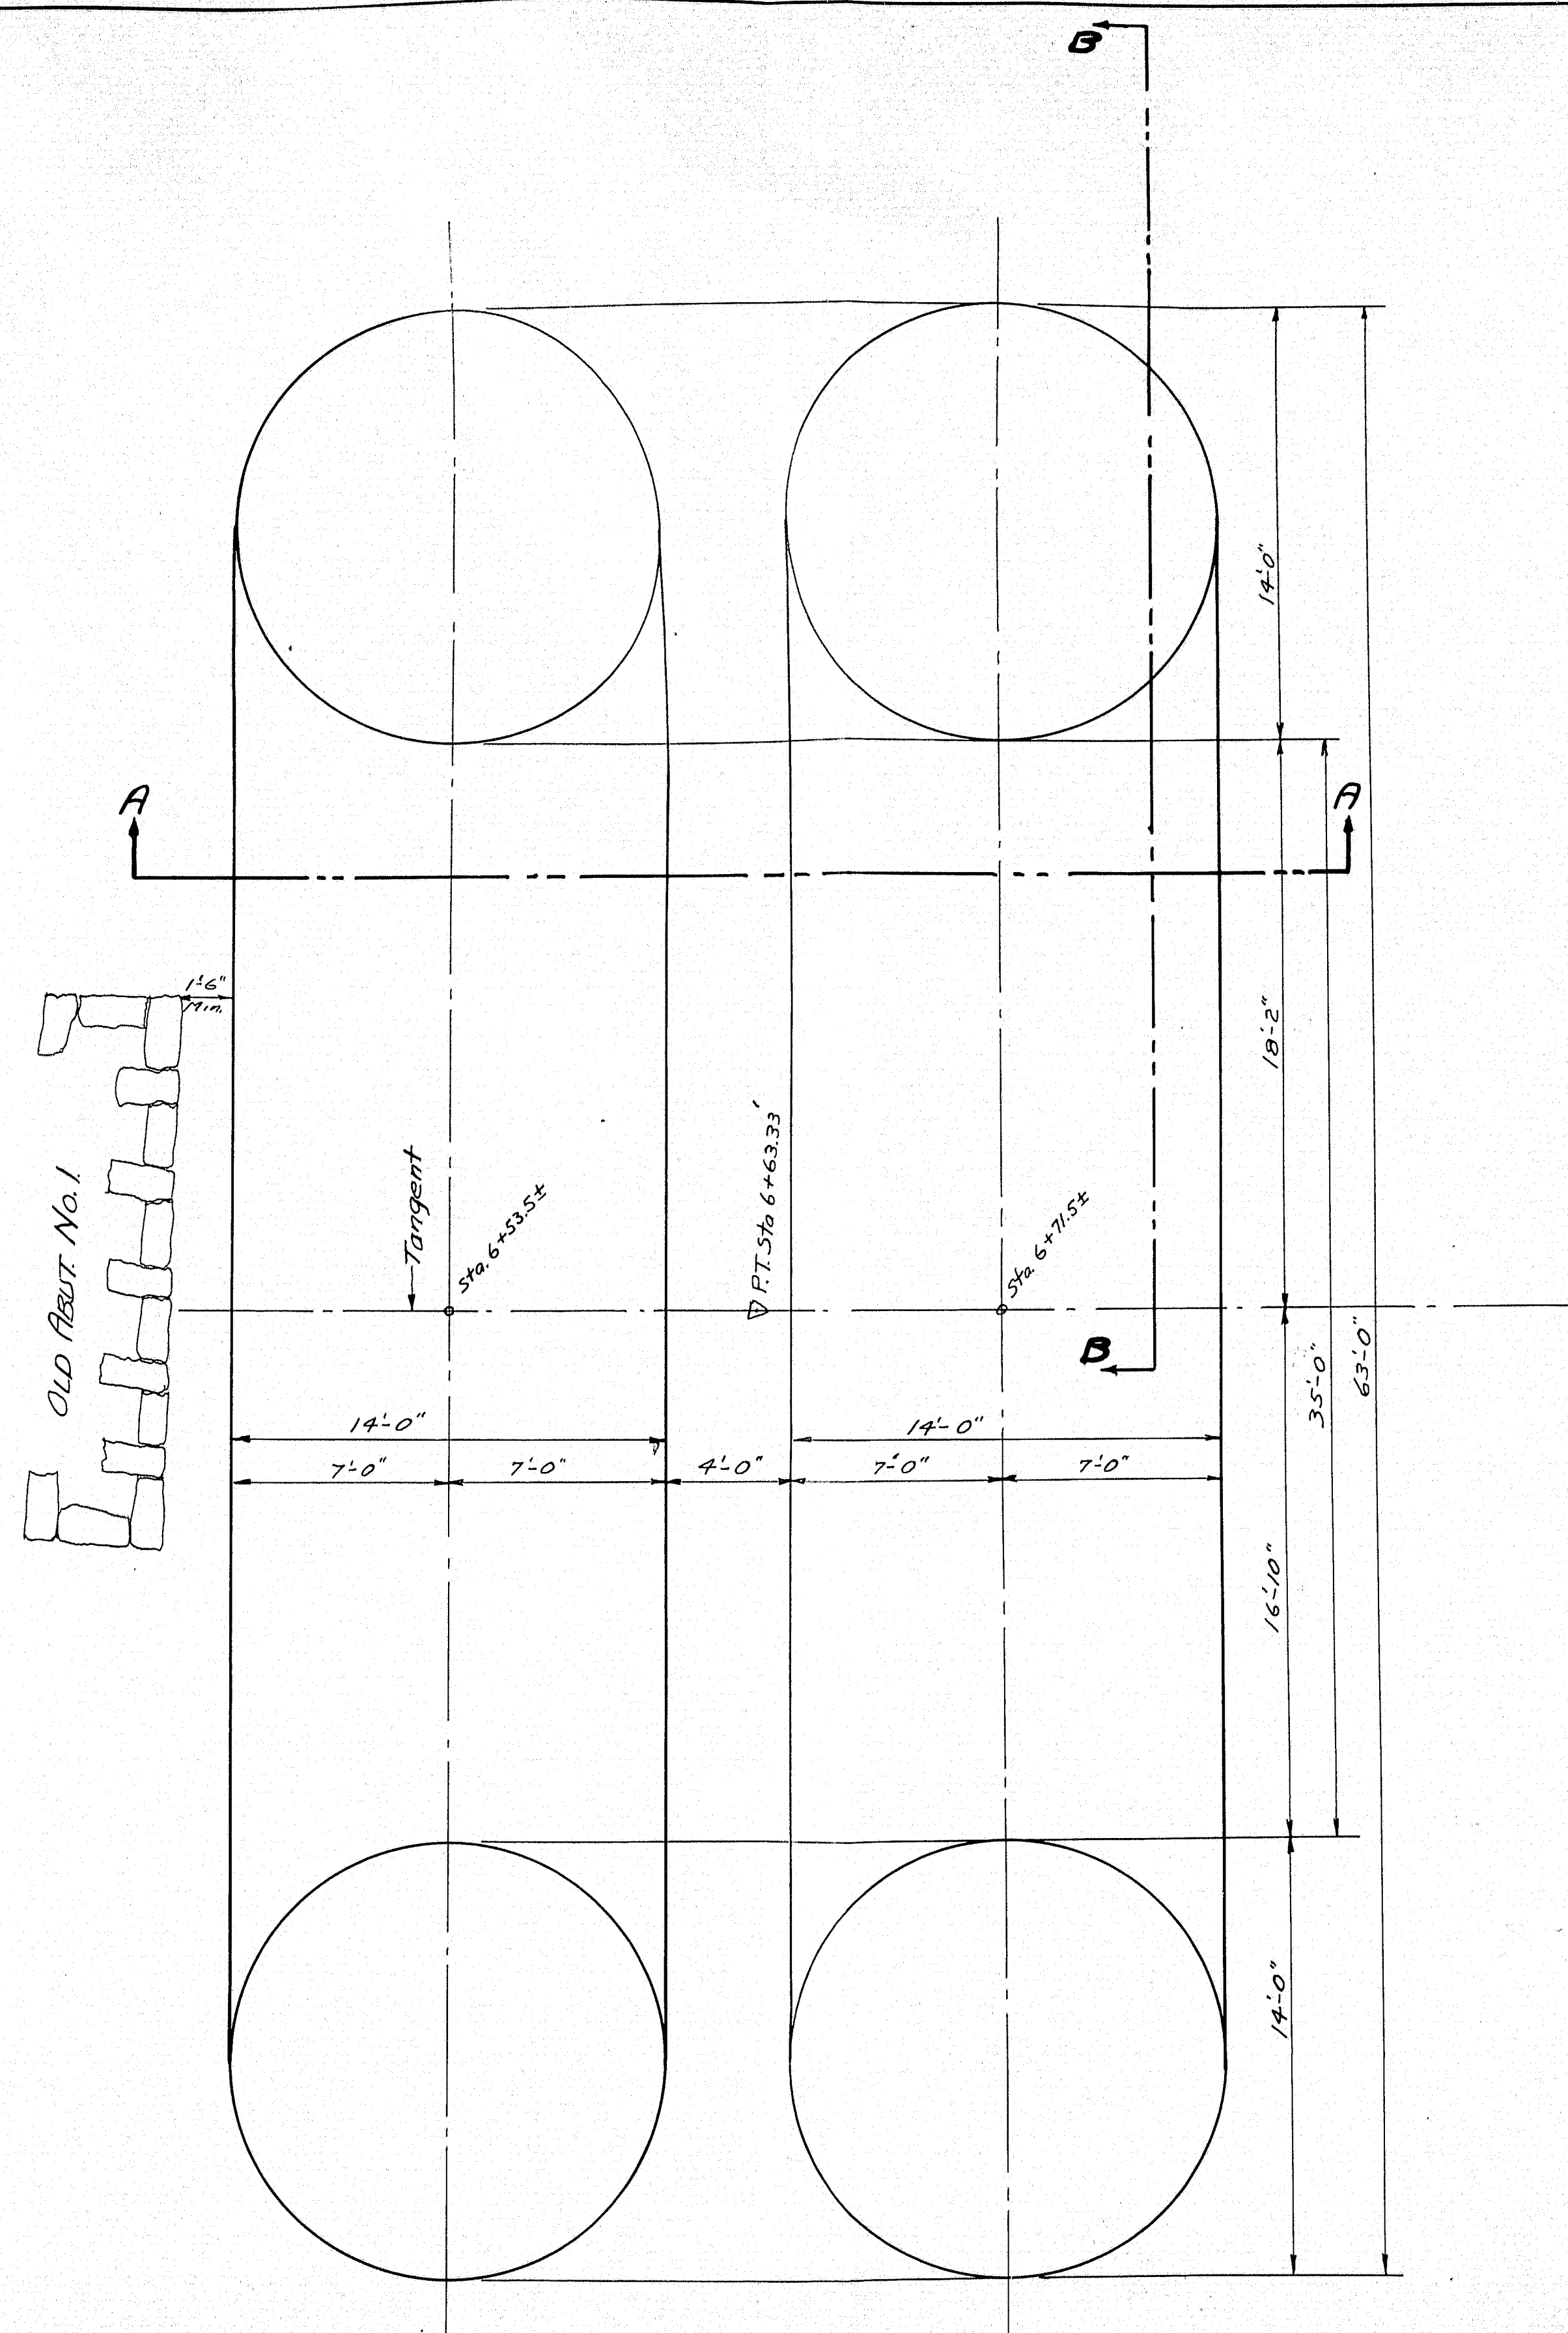 B
14'-0"
A
A
1'-6"
Min.
18'-2"
OLD ABUT. No. 1.
Tangent
Sta. 6+53.5±
P.T. Sta 6+63.33'
Sta. 6+71.5±
B
35'-0"
63'-0"
14'-0"
14'-0"
7'-0"
7'-0"
4'-0"
7'-0"
7'-0"
16'-10"
14'-0"